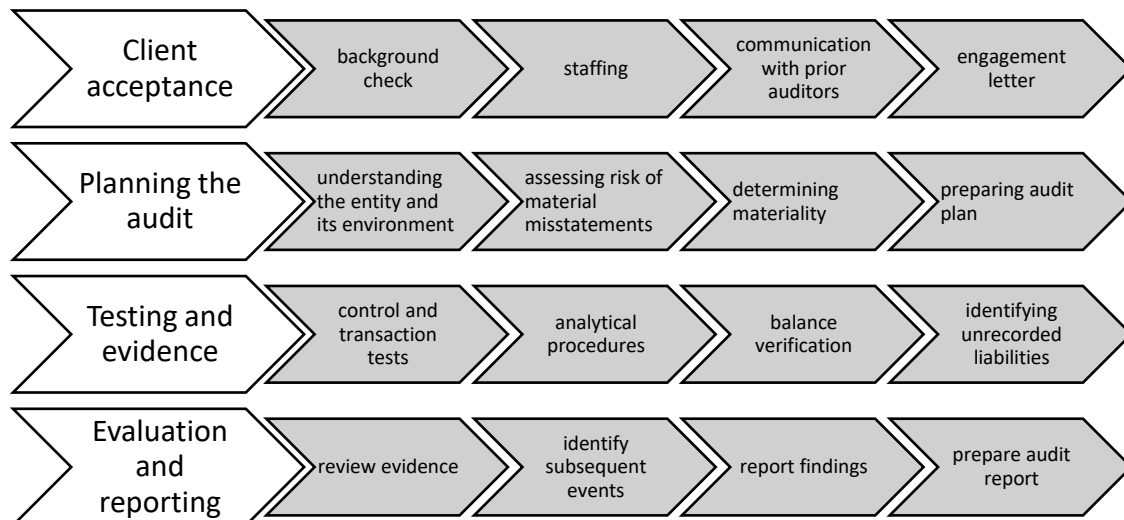 Client
acceptance
background
check
staffing
communication
with prior
auditors
engagement
letter
Planning the
audit
understanding
the entity and
its environment
assessing risk of
material
misstatements
determining
materiality
preparing audit
plan
Testing and
evidence
control and
transaction
tests
analytical
procedures
balance
verification
identifying
unrecorded
liabilities
Evaluation
and
reporting
review evidence
identify
subsequent
events
report findings
prepare audit
report